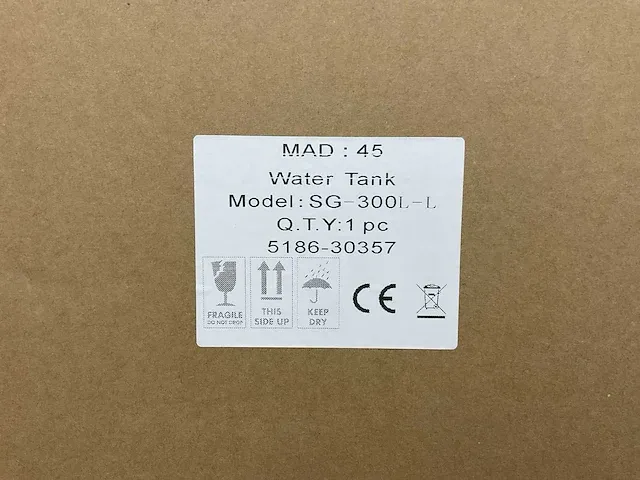 MAD : 45
Water Tank
Model:SG-300L-L
Q.T.Y:1 pc
5186-30357
FRAGILE
DO NOT DROP
THIS
SIDE UP
KEEP
DRY
CE